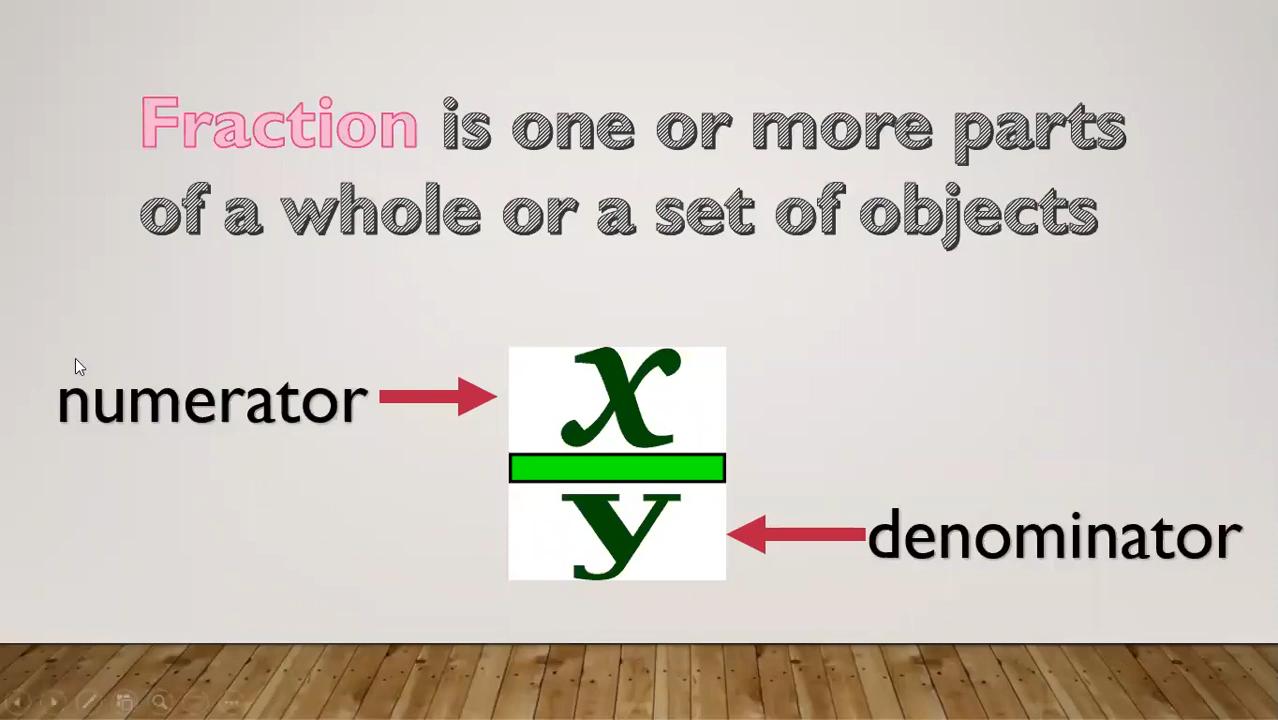 Fraction is one or more parts
of a whole or a set of objects
numerator
x
y
denominator